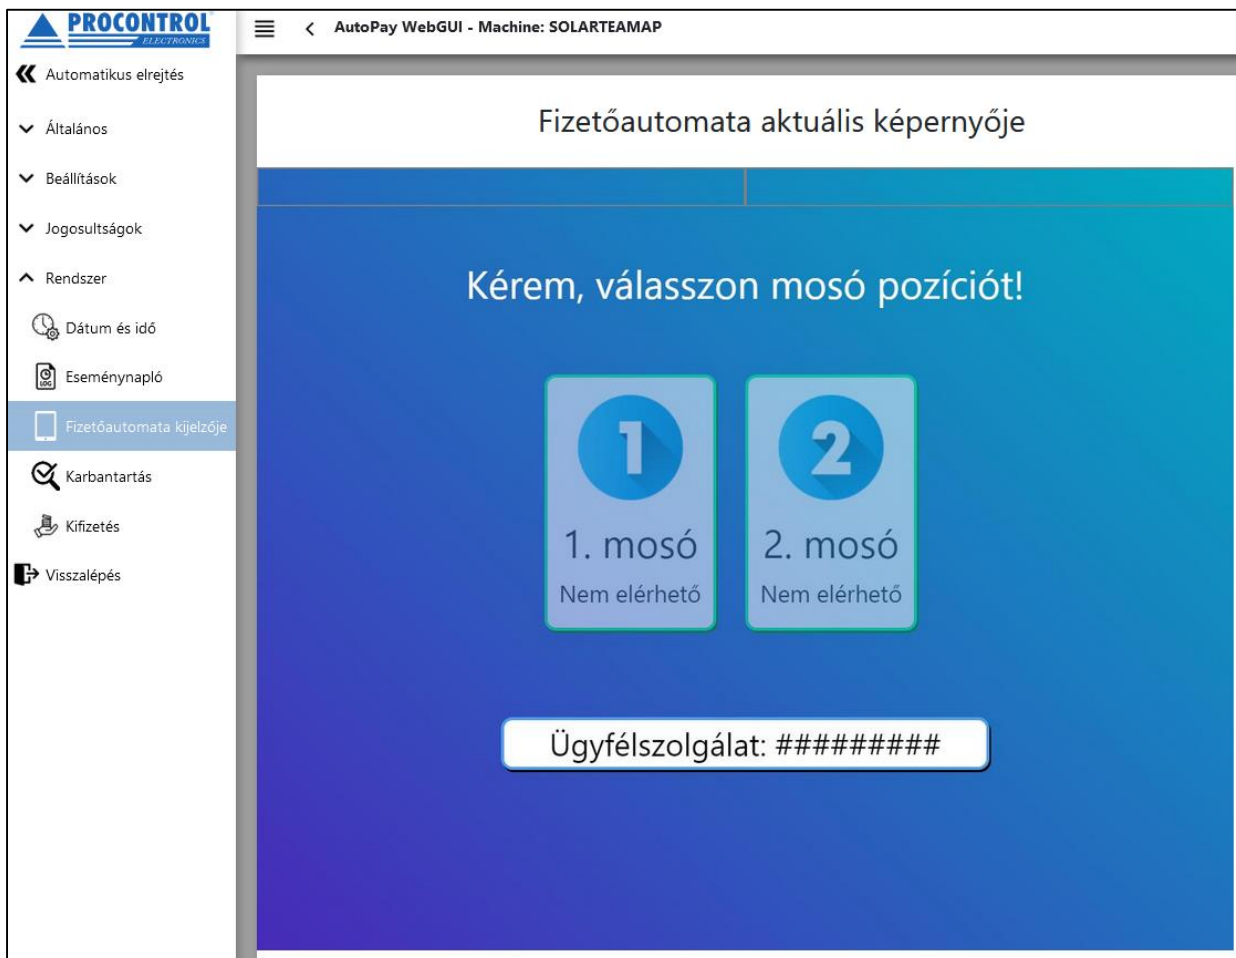 PROCONTROL
ELECTRONICS
AutoPay WebGUI - Machine: SOLARTEAMAP
Automatikus elrejtés
Általános
Beállítások
Jogosultságok
Rendszer
Dátum és idő
LOG
Eseménynapló
Fizetőautomata kijelzője
Karbantartás
Kifizetés
Visszalépés
Fizetőautomata aktuális képernyője
Kérem, válasszon mosó pozíciót!
1
1. mosó
Nem elérhető
2
2. mosó
Nem elérhető
Ügyfélszolgálat: #########